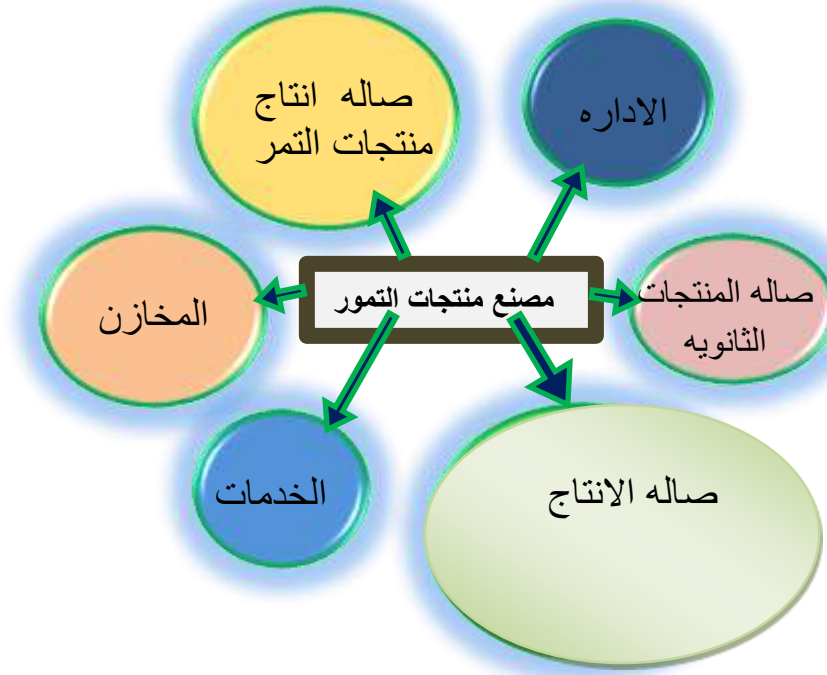 صاله انتاج
منتجات التمر
الاداره
المخازن
مصنع منتجات التمور
صاله المنتجات
الثانويه
الخدمات
صاله الانتاج